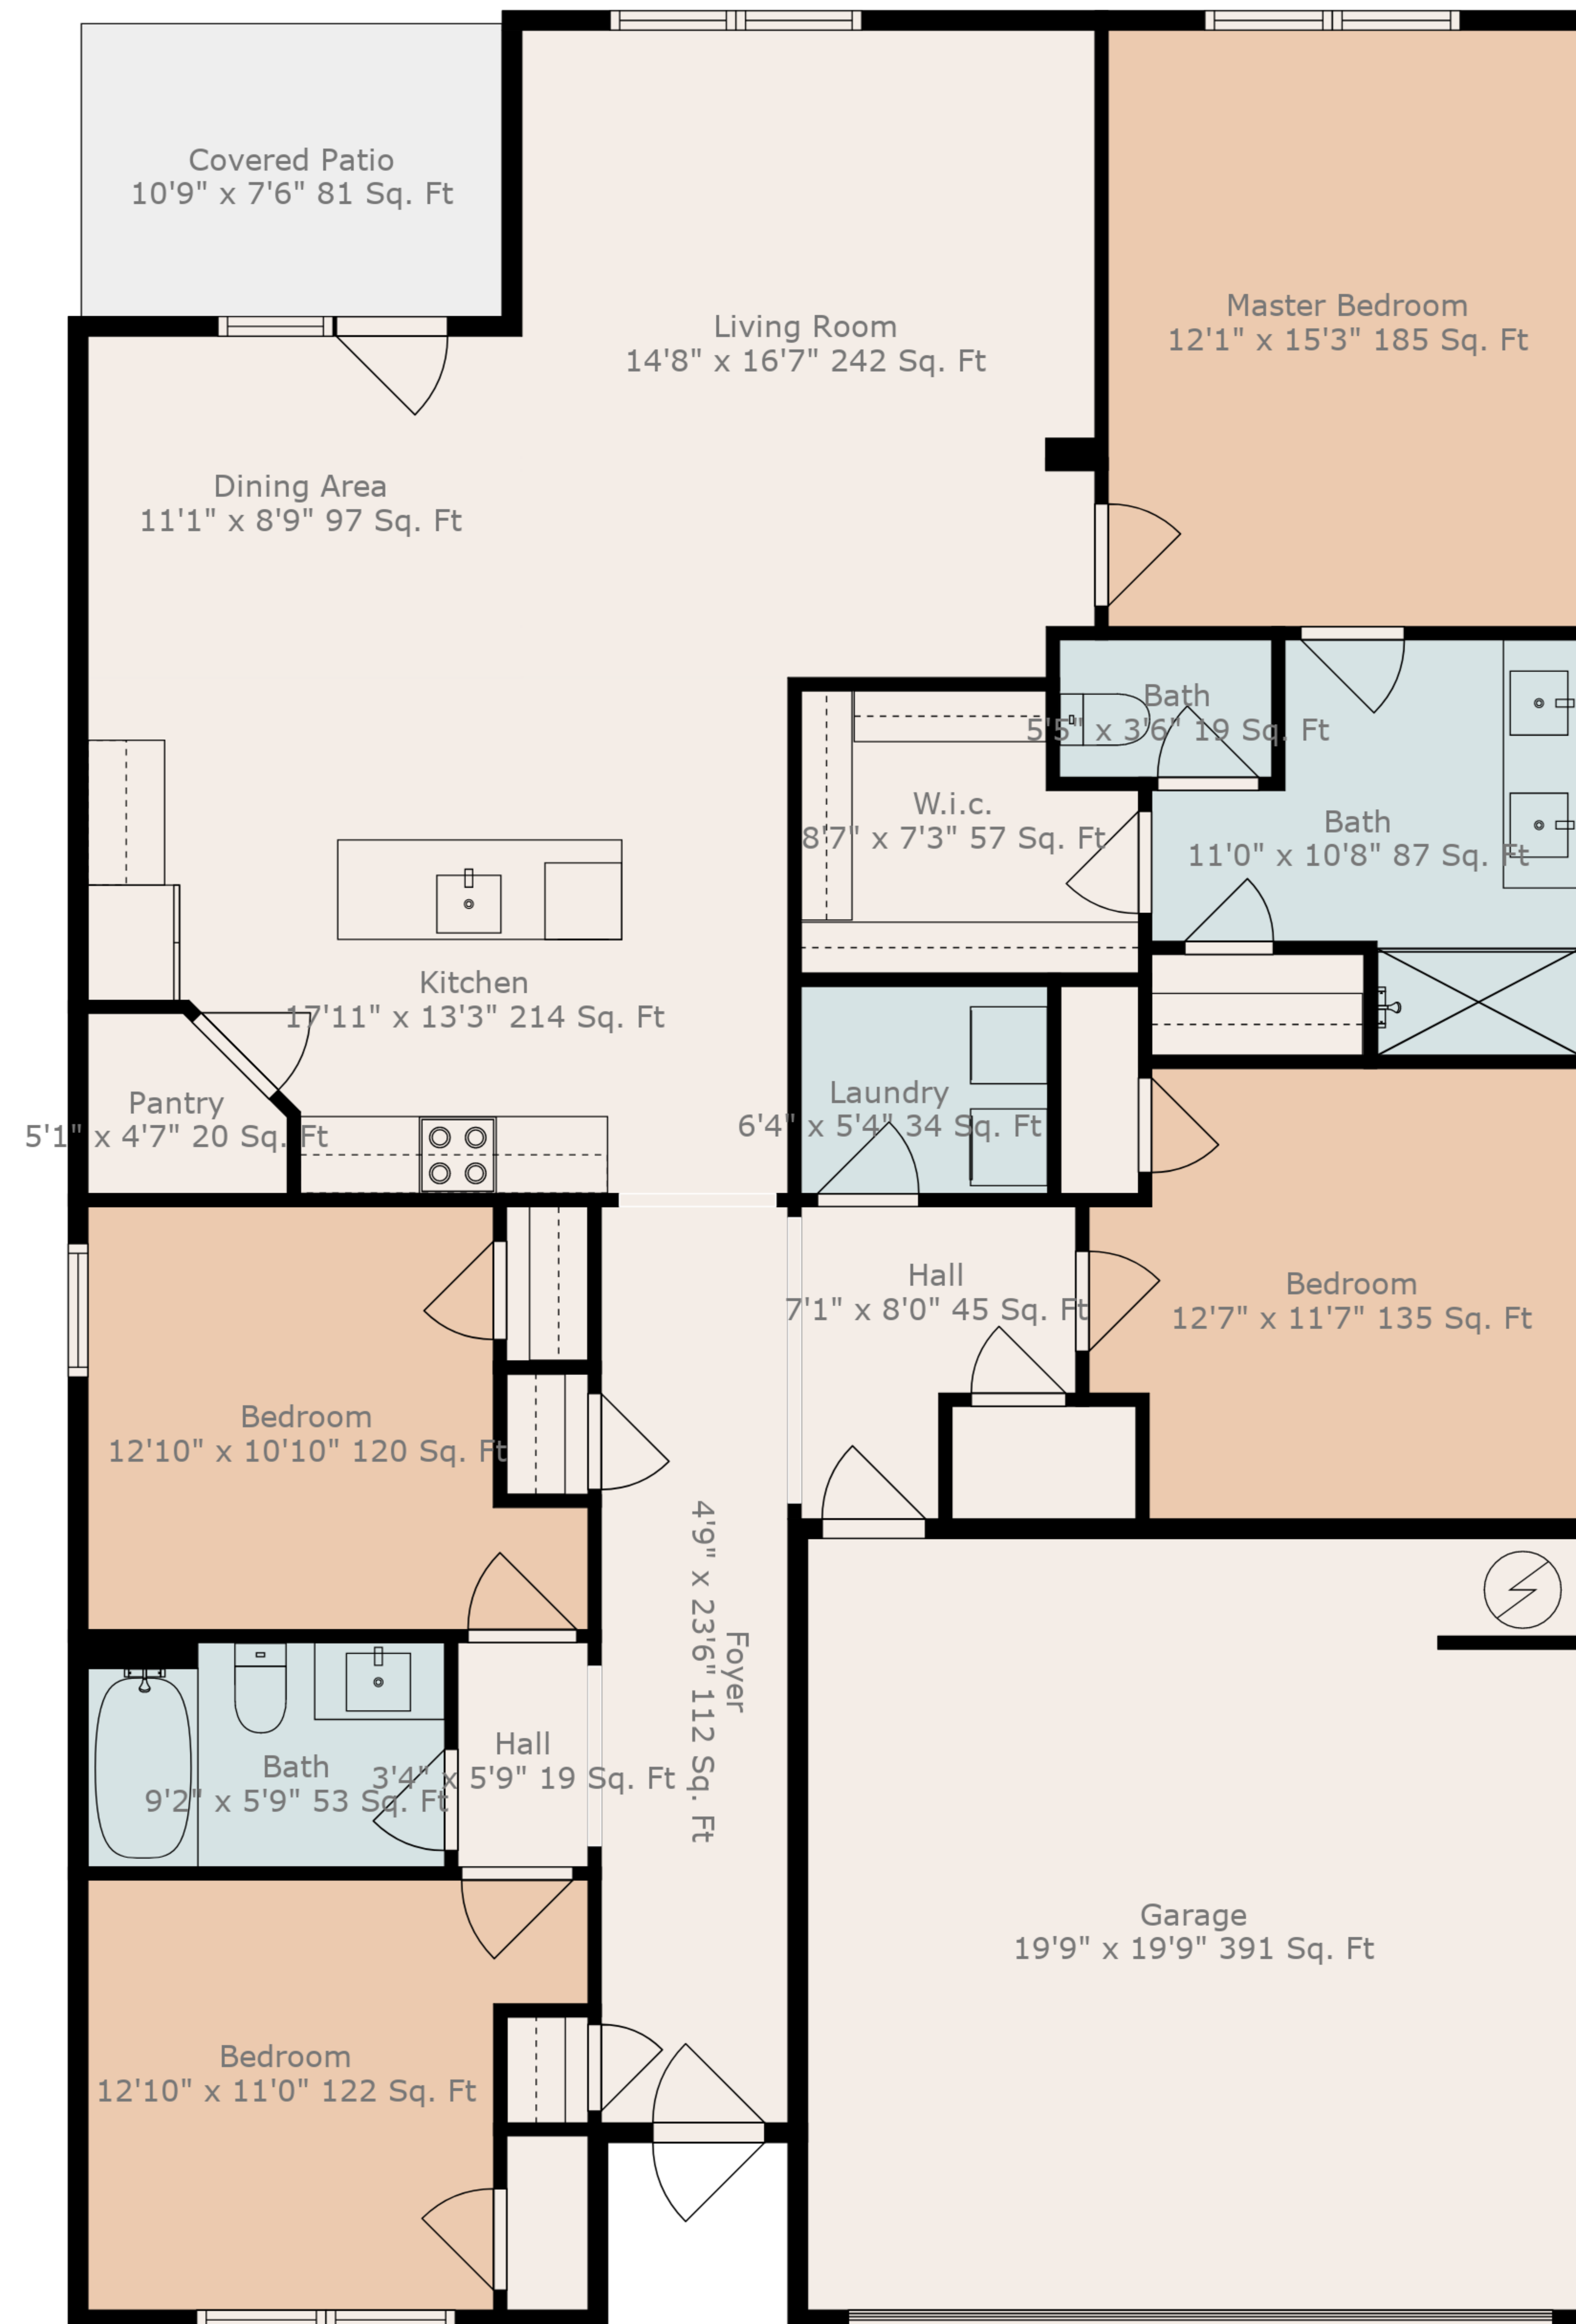 Covered Patio
10'9" x 7'6" 81 Sq. Ft
Living Room
14'8" x 16'7" 242 Sq. Ft
Master Bedroom
12'1" x 15'3" 185 Sq. Ft
Dining Area
11'1" x 8'9" 97 Sq. Ft
Bath
5'5" x 3'6" 19 Sq. Ft
W.i.c.
8'7" x 7'3" 57 Sq. Ft
Bath
11'0" x 10'8" 87 Sq. Ft
Kitchen
17'11" x 13'3" 214 Sq. Ft
Pantry
5'1" x 4'7" 20 Sq. Ft
Laundry
6'4" x 5'4" 34 Sq. Ft
Hall
7'1" x 8'0" 45 Sq. Ft
Bedroom
12'7" x 11'7" 135 Sq. Ft
Bedroom
12'10" x 10'10" 120 Sq. Ft
Foyer
4'9" x 23'6" 112 Sq. Ft
Hall
3'4" x 5'9" 19 Sq. Ft
Bath
9'2" x 5'9" 53 Sq. Ft
Garage
19'9" x 19'9" 391 Sq. Ft
Bedroom
12'10" x 11'0" 122 Sq. Ft